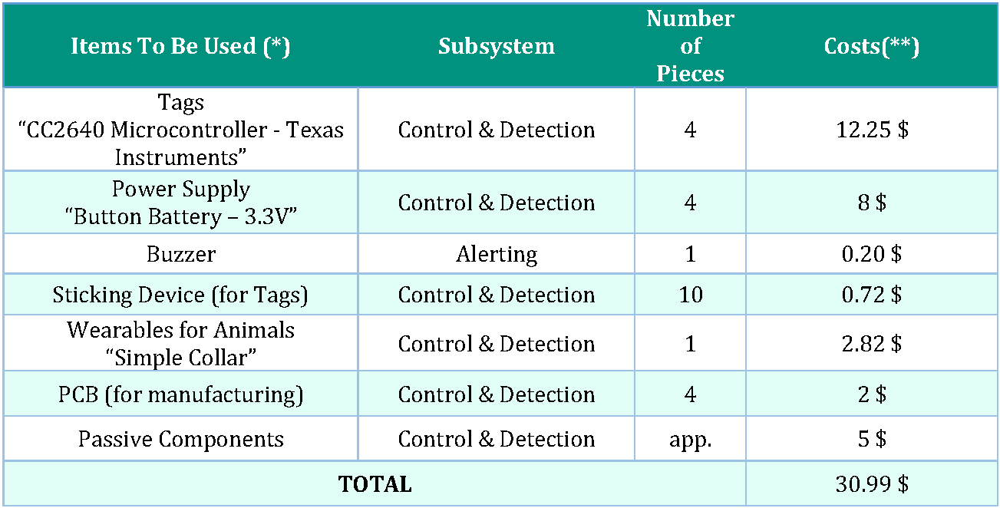 Items To Be Used (*) Subsystem Number of Pieces Costs(**)
Tags
“CC2640 Microcontroller - Texas
Instruments” Control & Detection 4 12.25 $
Power Supply
“Button Battery – 3.3V” Control & Detection 4 8 $
Buzzer Alerting 1 0.20 $
Sticking Device (for Tags) Control & Detection 10 0.72 $
Wearables for Animals
“Simple Collar” Control & Detection 1 2.82 $
PCB (for manufacturing) Control & Detection 4 2 $
Passive Components Control & Detection app. 5 $
TOTAL 30.99 $